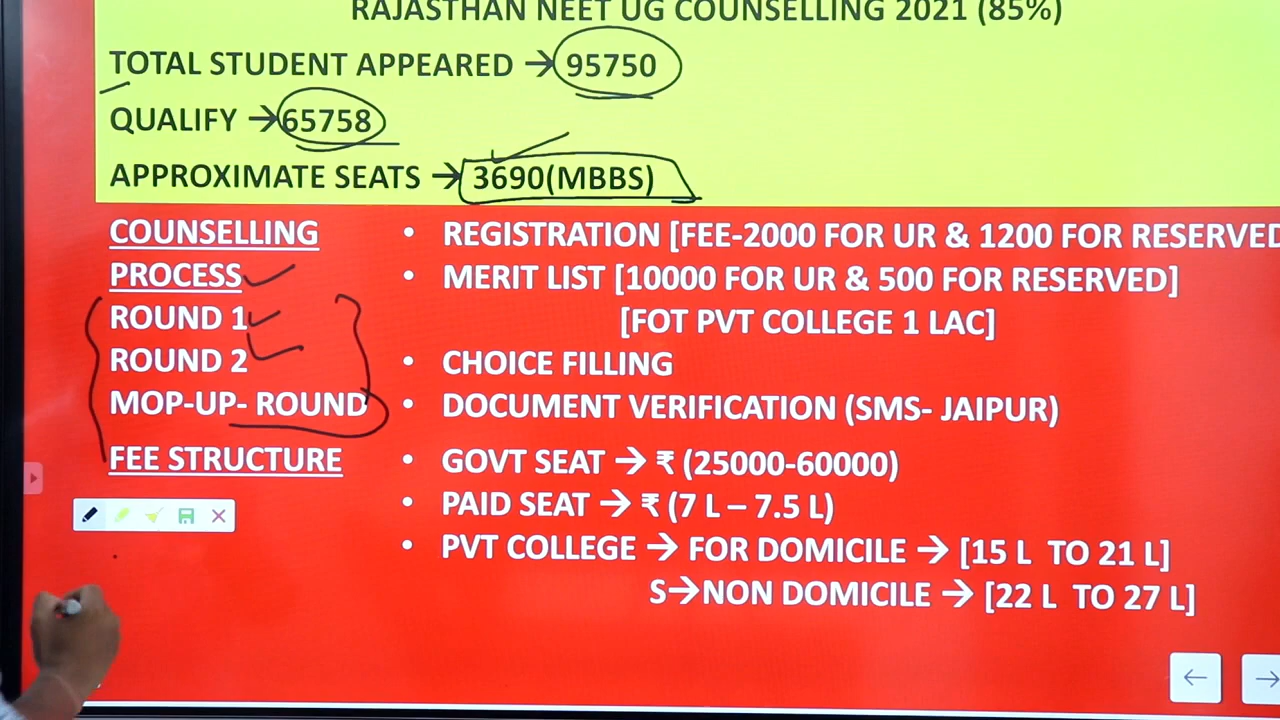 RAJASTHAN NEET UG COUNSELLING 2021 (85%)
TOTAL STUDENT APPEARED → 95750
QUALIFY → 65758
APPROXIMATE SEATS → 3690(MBBS)
COUNSELLING
PROCESS
ROUND 1
ROUND 2
MOP-UP- ROUND
• REGISTRATION [FEE-2000 FOR UR & 1200 FOR RESERVED
• MERIT LIST [10000 FOR UR & 500 FOR RESERVED]
[FOT PVT COLLEGE 1 LAC]
• CHOICE FILLING
• DOCUMENT VERIFICATION (SMS- JAIPUR)
FEE STRUCTURE
• GOVT SEAT → ₹ (25000-60000)
• PAID SEAT → ₹ (7 L – 7.5 L)
• PVT COLLEGE → FOR DOMICILE → [15 L TO 21 L]
S→NON DOMICILE → [22 L TO 27 L]